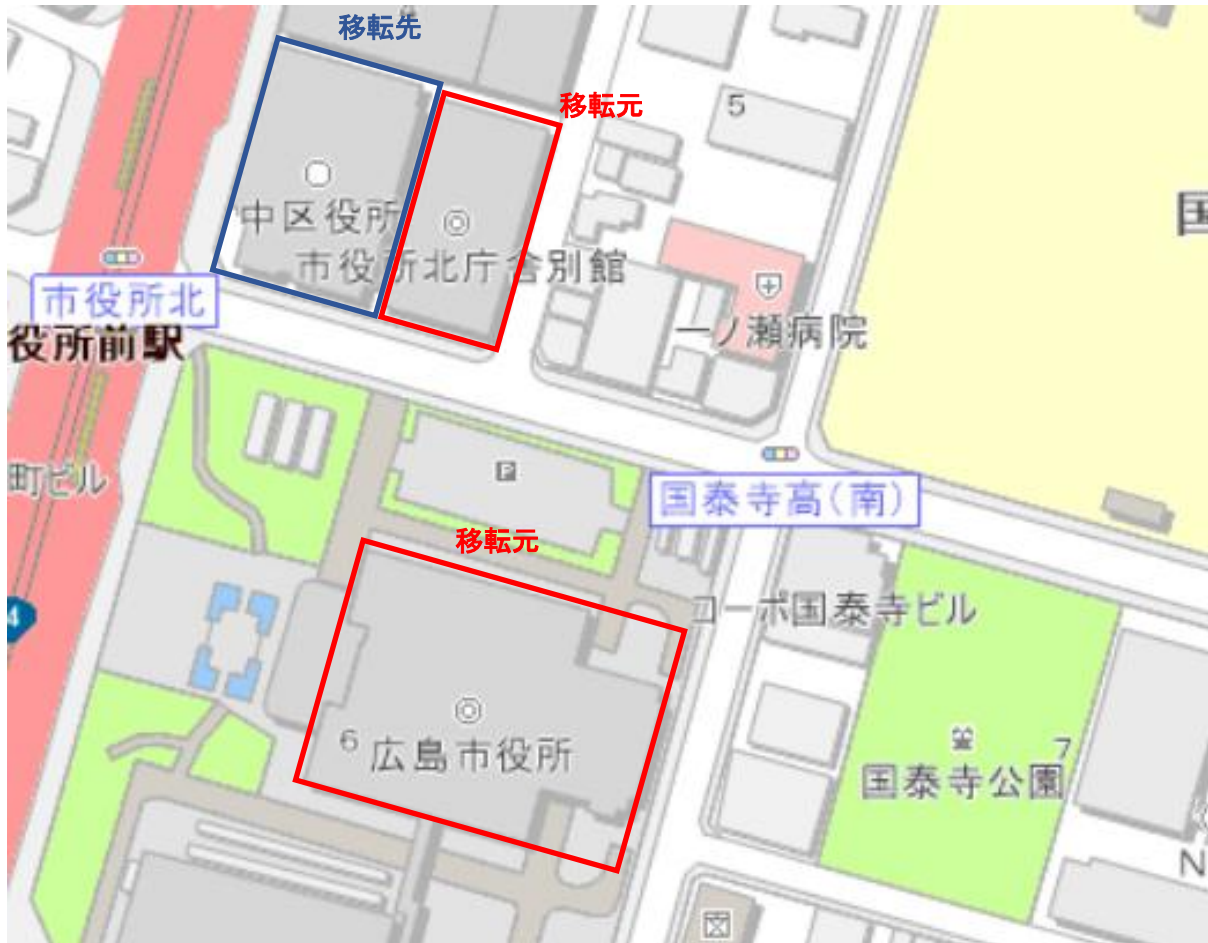 移転先
移転元
5
中区役所
市役所北庁舎別館
国
市役所北
役所前駅
一ノ瀬病院
町ビル
P
国泰寺高(南)
移転元
コーポ国泰寺ビル
4
6
広島市役所
7
国泰寺公園
N